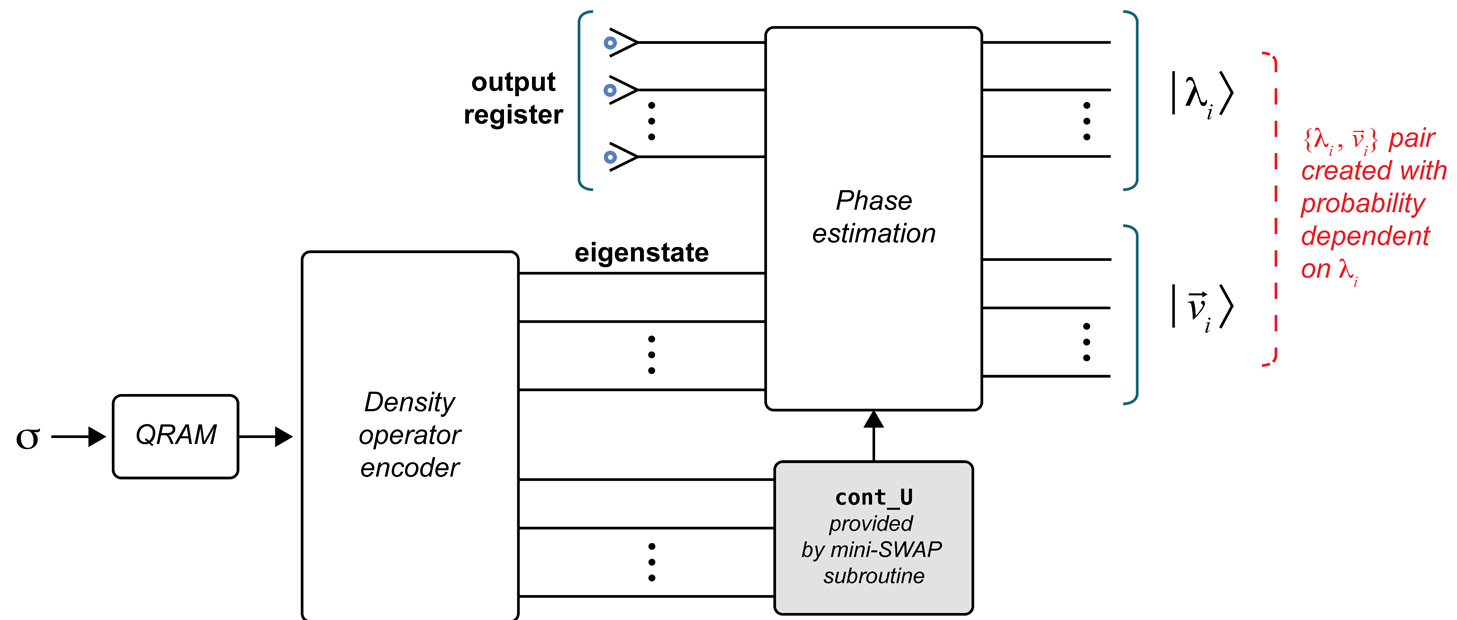 output
register
|λᵢ⟩
{λᵢ, v⃗ᵢ} pair
created with
probability
dependent
on λᵢ
Phase
estimation
eigenstate
|v⃗ᵢ⟩
σ
QRAM
Density
operator
encoder
cont_U
provided
by mini-SWAP
subroutine